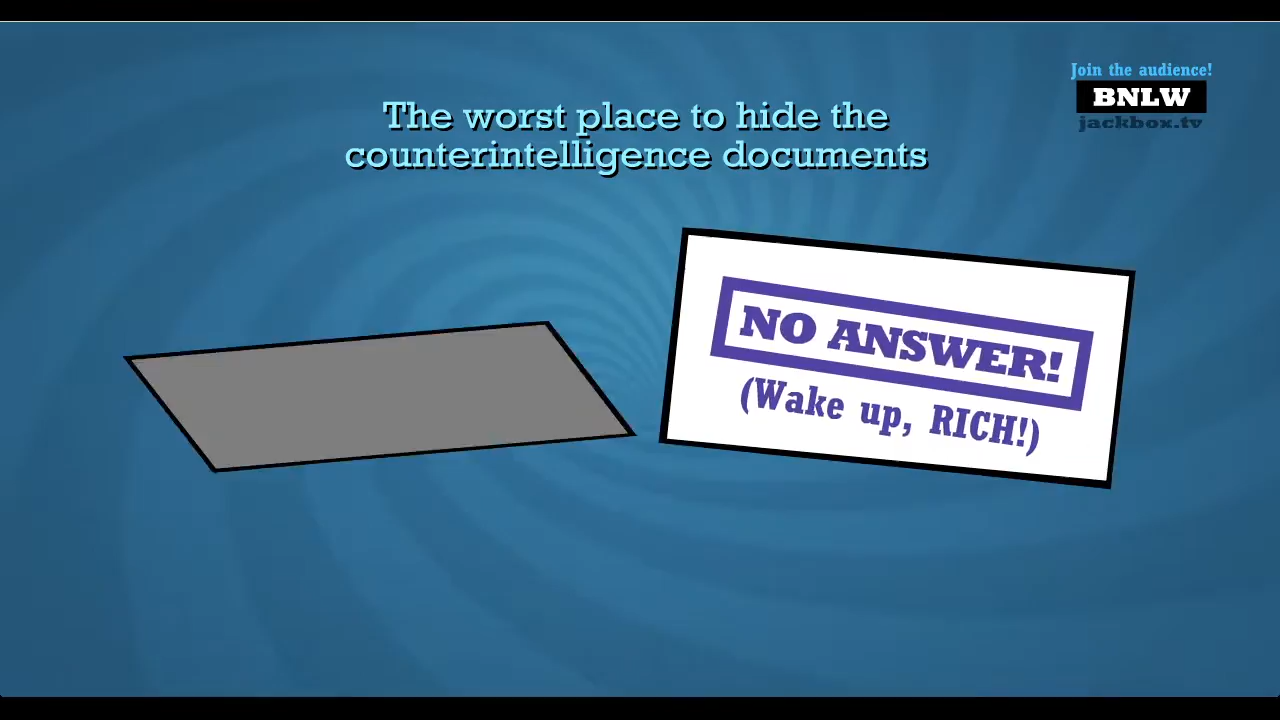 Join the audience!
BNLW
jackbox.tv
The worst place to hide the
counterintelligence documents
NO ANSWER!
(Wake up, RICH!)